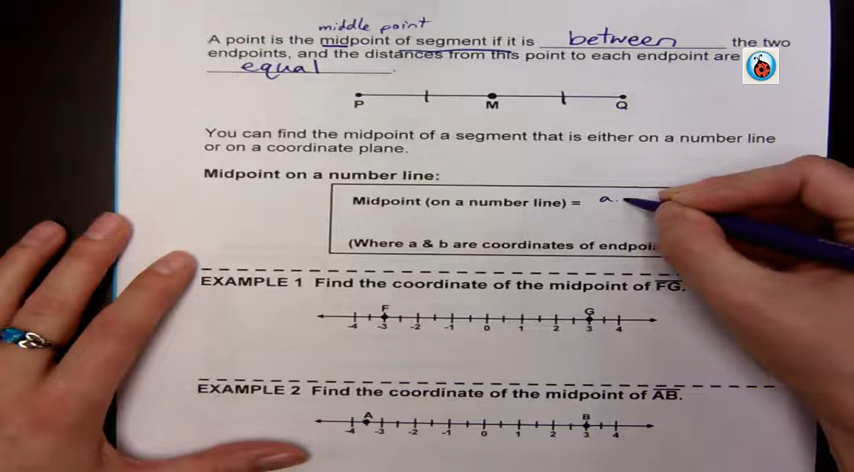 middle point
A point is the midpoint of segment if it is between the two
endpoints, and the distances from this point to each endpoint are
equal.
P M Q
You can find the midpoint of a segment that is either on a number line
or on a coordinate plane.
Midpoint on a number line:
Midpoint (on a number line) = a
(Where a & b are coordinates of
EXAMPLE 1 Find the coordinate of the midpoint of FG.
F G
-4 -3 -2 -1 0 1 2 3 4
EXAMPLE 2 Find the coordinate of the midpoint of AB.
A B
-4 -3 -2 -1 0 1 2 3 4